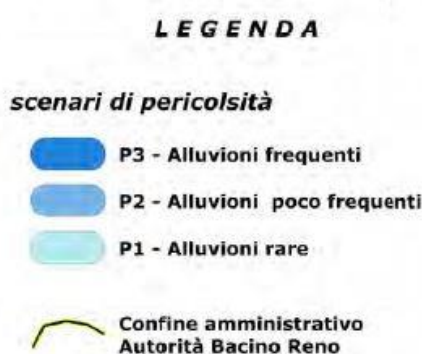 LEGENDA
scenari di pericolsità
P3 - Alluvioni frequenti
P2 - Alluvioni poco frequenti
P1 - Alluvioni rare
Confine amministrativo
Autorità Bacino Reno